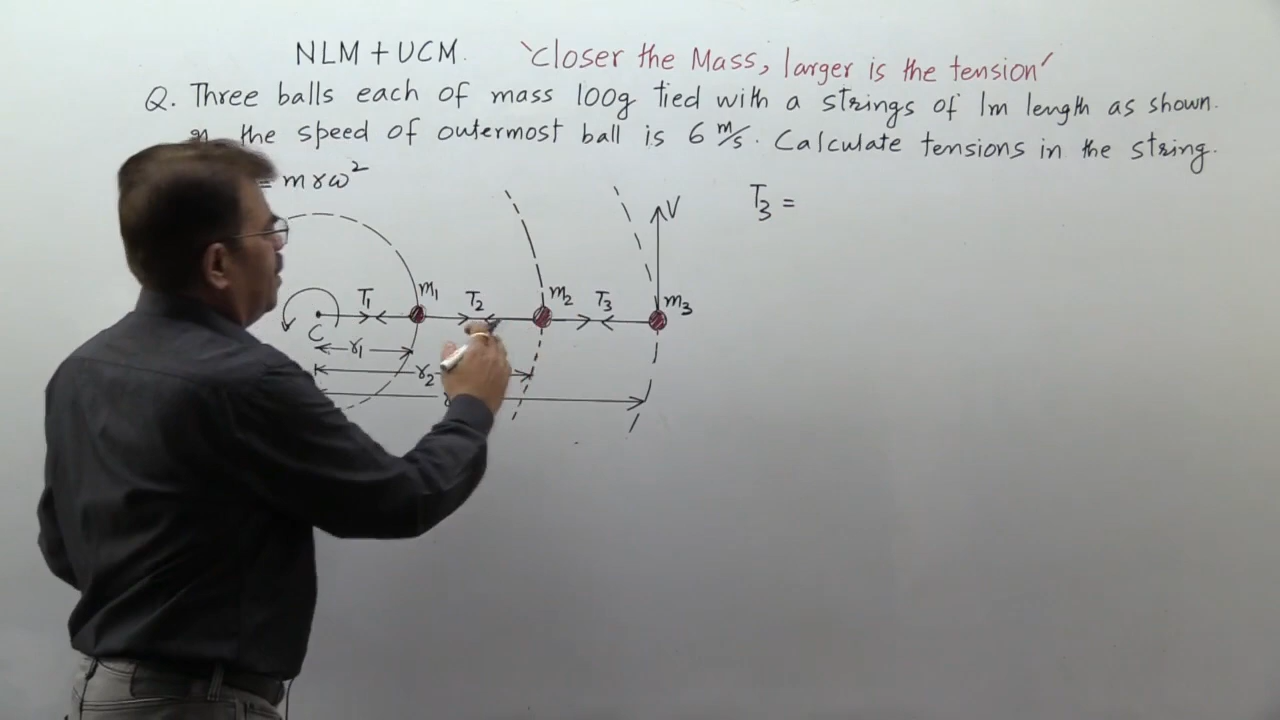 NLM + UCM. 'Closer the Mass, larger is the tension'
Q. Three balls each of mass 100g tied with a strings of 1m length as shown.
the speed of outermost ball is 6 m/s. Calculate tensions in the string.
= mrω²
T₃ =
V
T₁ m₁ T₂ m₂ T₃ m₃
C
r₁
r₂